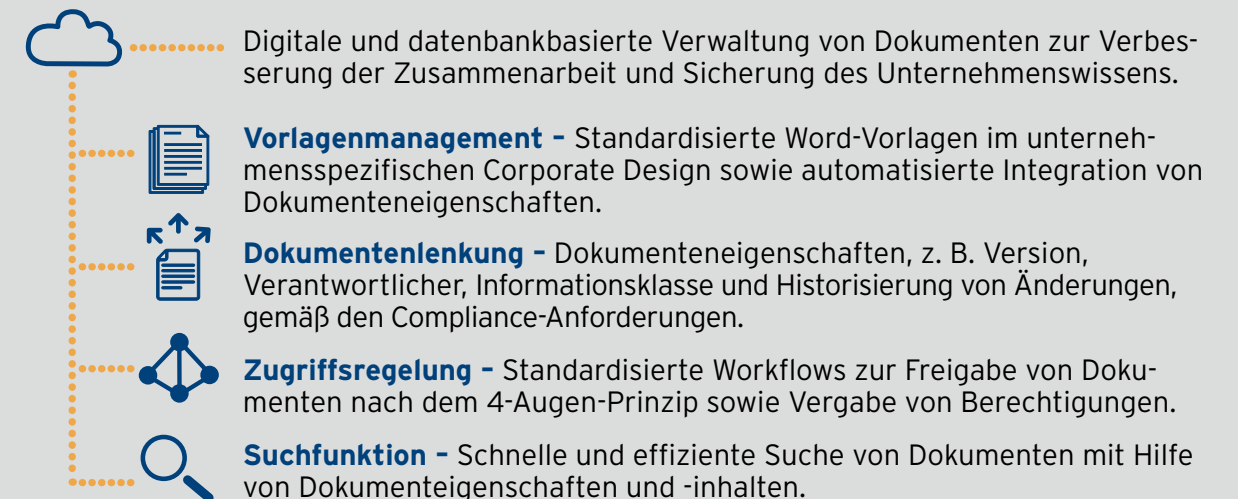 Digitale und datenbankbasierte Verwaltung von Dokumenten zur Verbes-
serung der Zusammenarbeit und Sicherung des Unternehmenswissens.
Vorlagenmanagement – Standardisierte Word-Vorlagen im unterneh-
mensspezifischen Corporate Design sowie automatisierte Integration von
Dokumenteneigenschaften.
Dokumentenlenkung – Dokumenteneigenschaften, z. B. Version,
Verantwortlicher, Informationsklasse und Historisierung von Änderungen,
gemäß den Compliance-Anforderungen.
Zugriffsregelung – Standardisierte Workflows zur Freigabe von Doku-
menten nach dem 4-Augen-Prinzip sowie Vergabe von Berechtigungen.
Suchfunktion – Schnelle und effiziente Suche von Dokumenten mit Hilfe
von Dokumenteigenschaften und -inhalten.